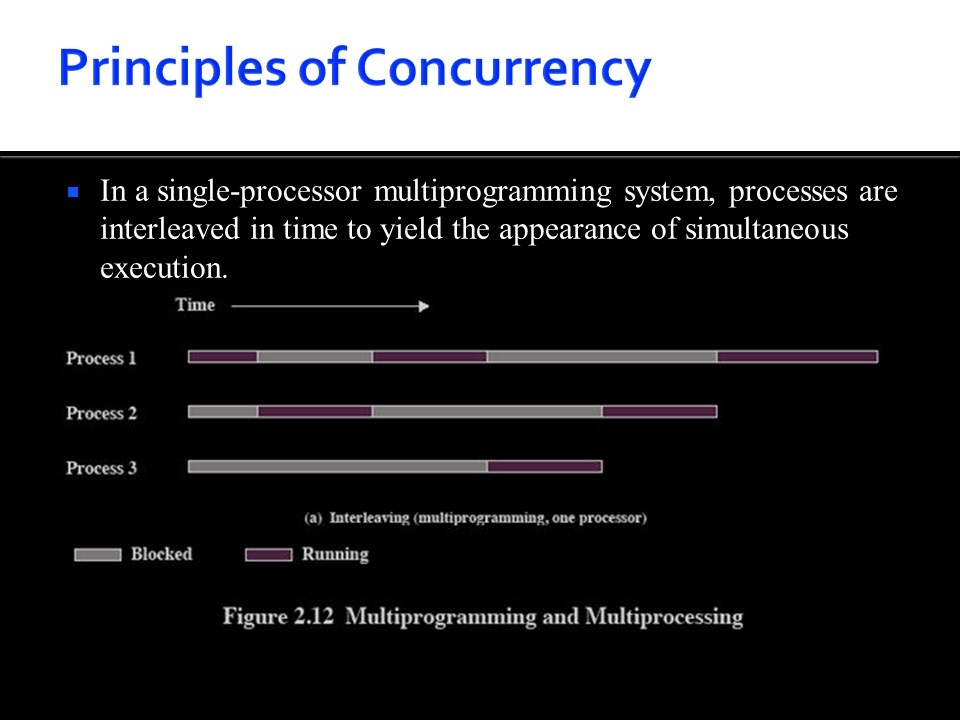 Principles of Concurrency
In a single-processor multiprogramming system, processes are
interleaved in time to yield the appearance of simultaneous
execution.
Time
Process 1
Process 2
Process 3
(a) Interleaving (multiprogramming, one processor)
Blocked Running
Figure 2.12 Multiprogramming and Multiprocessing